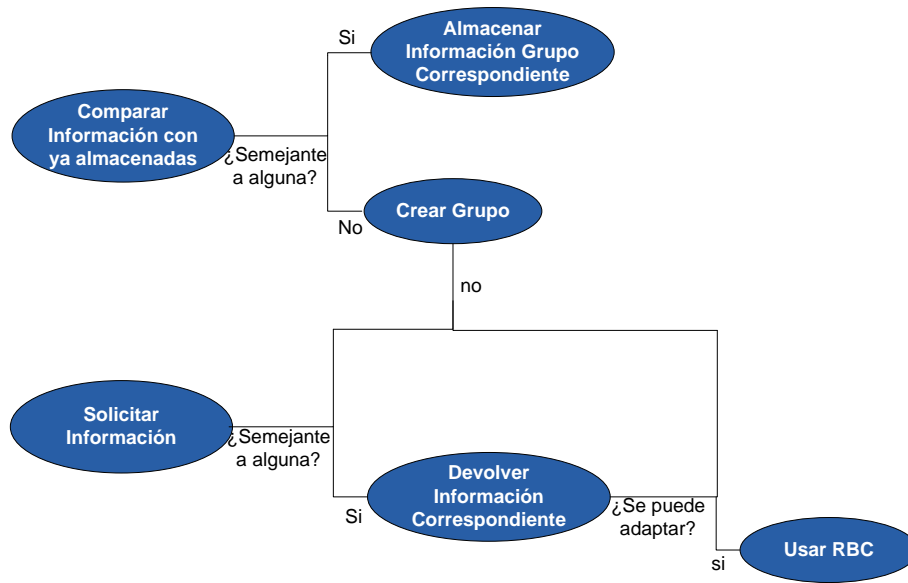 Si
Almacenar
Información Grupo
Correspondiente
Comparar
Información con
ya almacenadas
¿Semejante
a alguna?
No
Crear Grupo
no
Solicitar
Información
¿Semejante
a alguna?
Si
Devolver
Información
Correspondiente
¿Se puede
adaptar?
si
Usar RBC